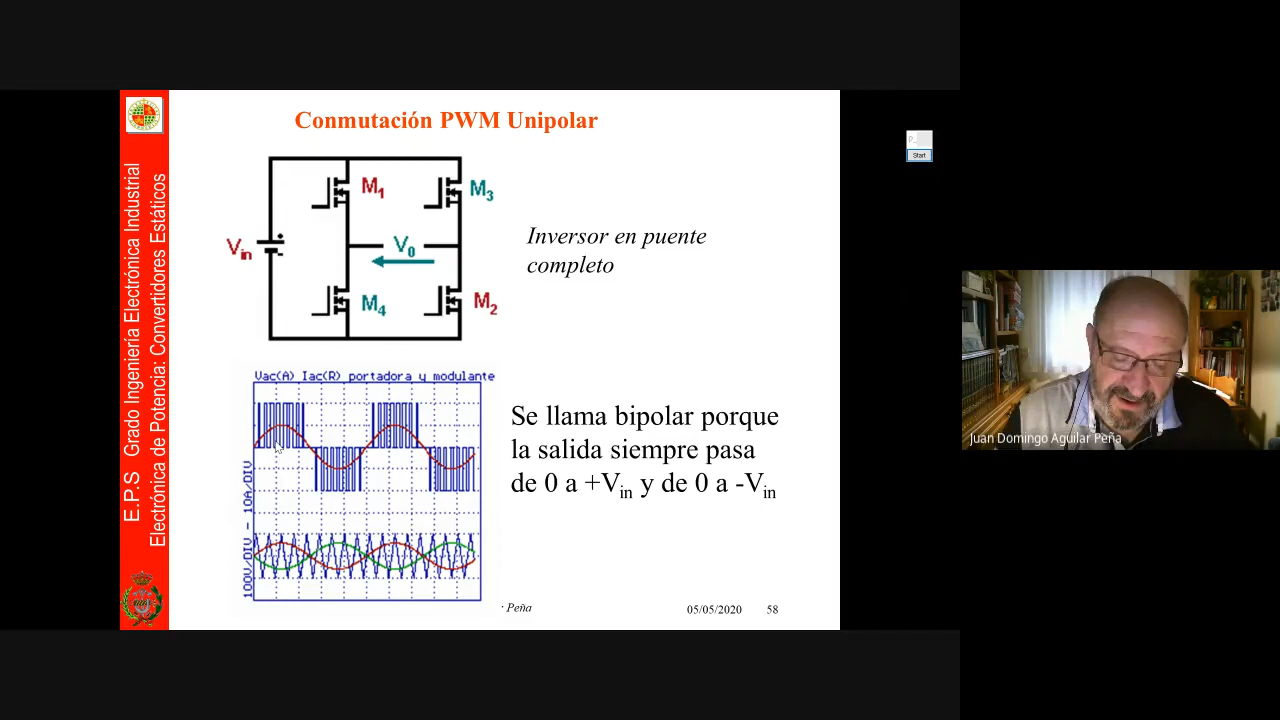 Conmutación PWM Unipolar
E.P.S Grado Ingeniería Electrónica Industrial
Electrónica de Potencia: Convertidores Estáticos
M1
M3
Vin
V0
M4
M2
Inversor en puente
completo
Vac(A) Iac(R) portadora y modulante
100V/DIV - 10A/DIV
Se llama bipolar porque
la salida siempre pasa
de 0 a +Vin y de 0 a -Vin
Peña
05/05/2020
58
Start
Juan Domingo Aguilar Peña